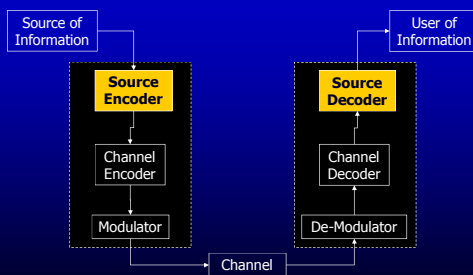 Source of
Information
User of
Information
Source
Encoder
Source
Decoder
Channel
Encoder
Channel
Decoder
Modulator
De-Modulator
Channel